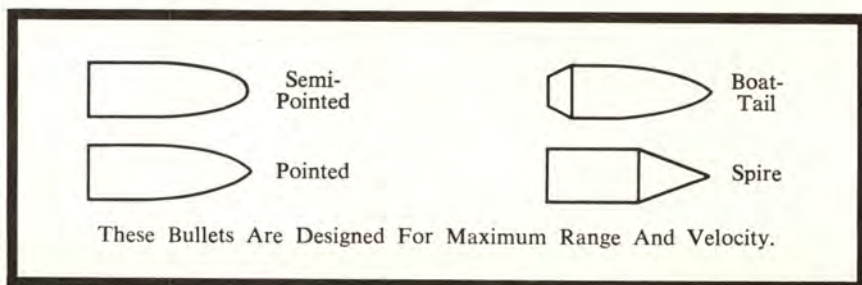 Semi-
Pointed
Boat-
Tail
Pointed
Spire
These Bullets Are Designed For Maximum Range And Velocity.